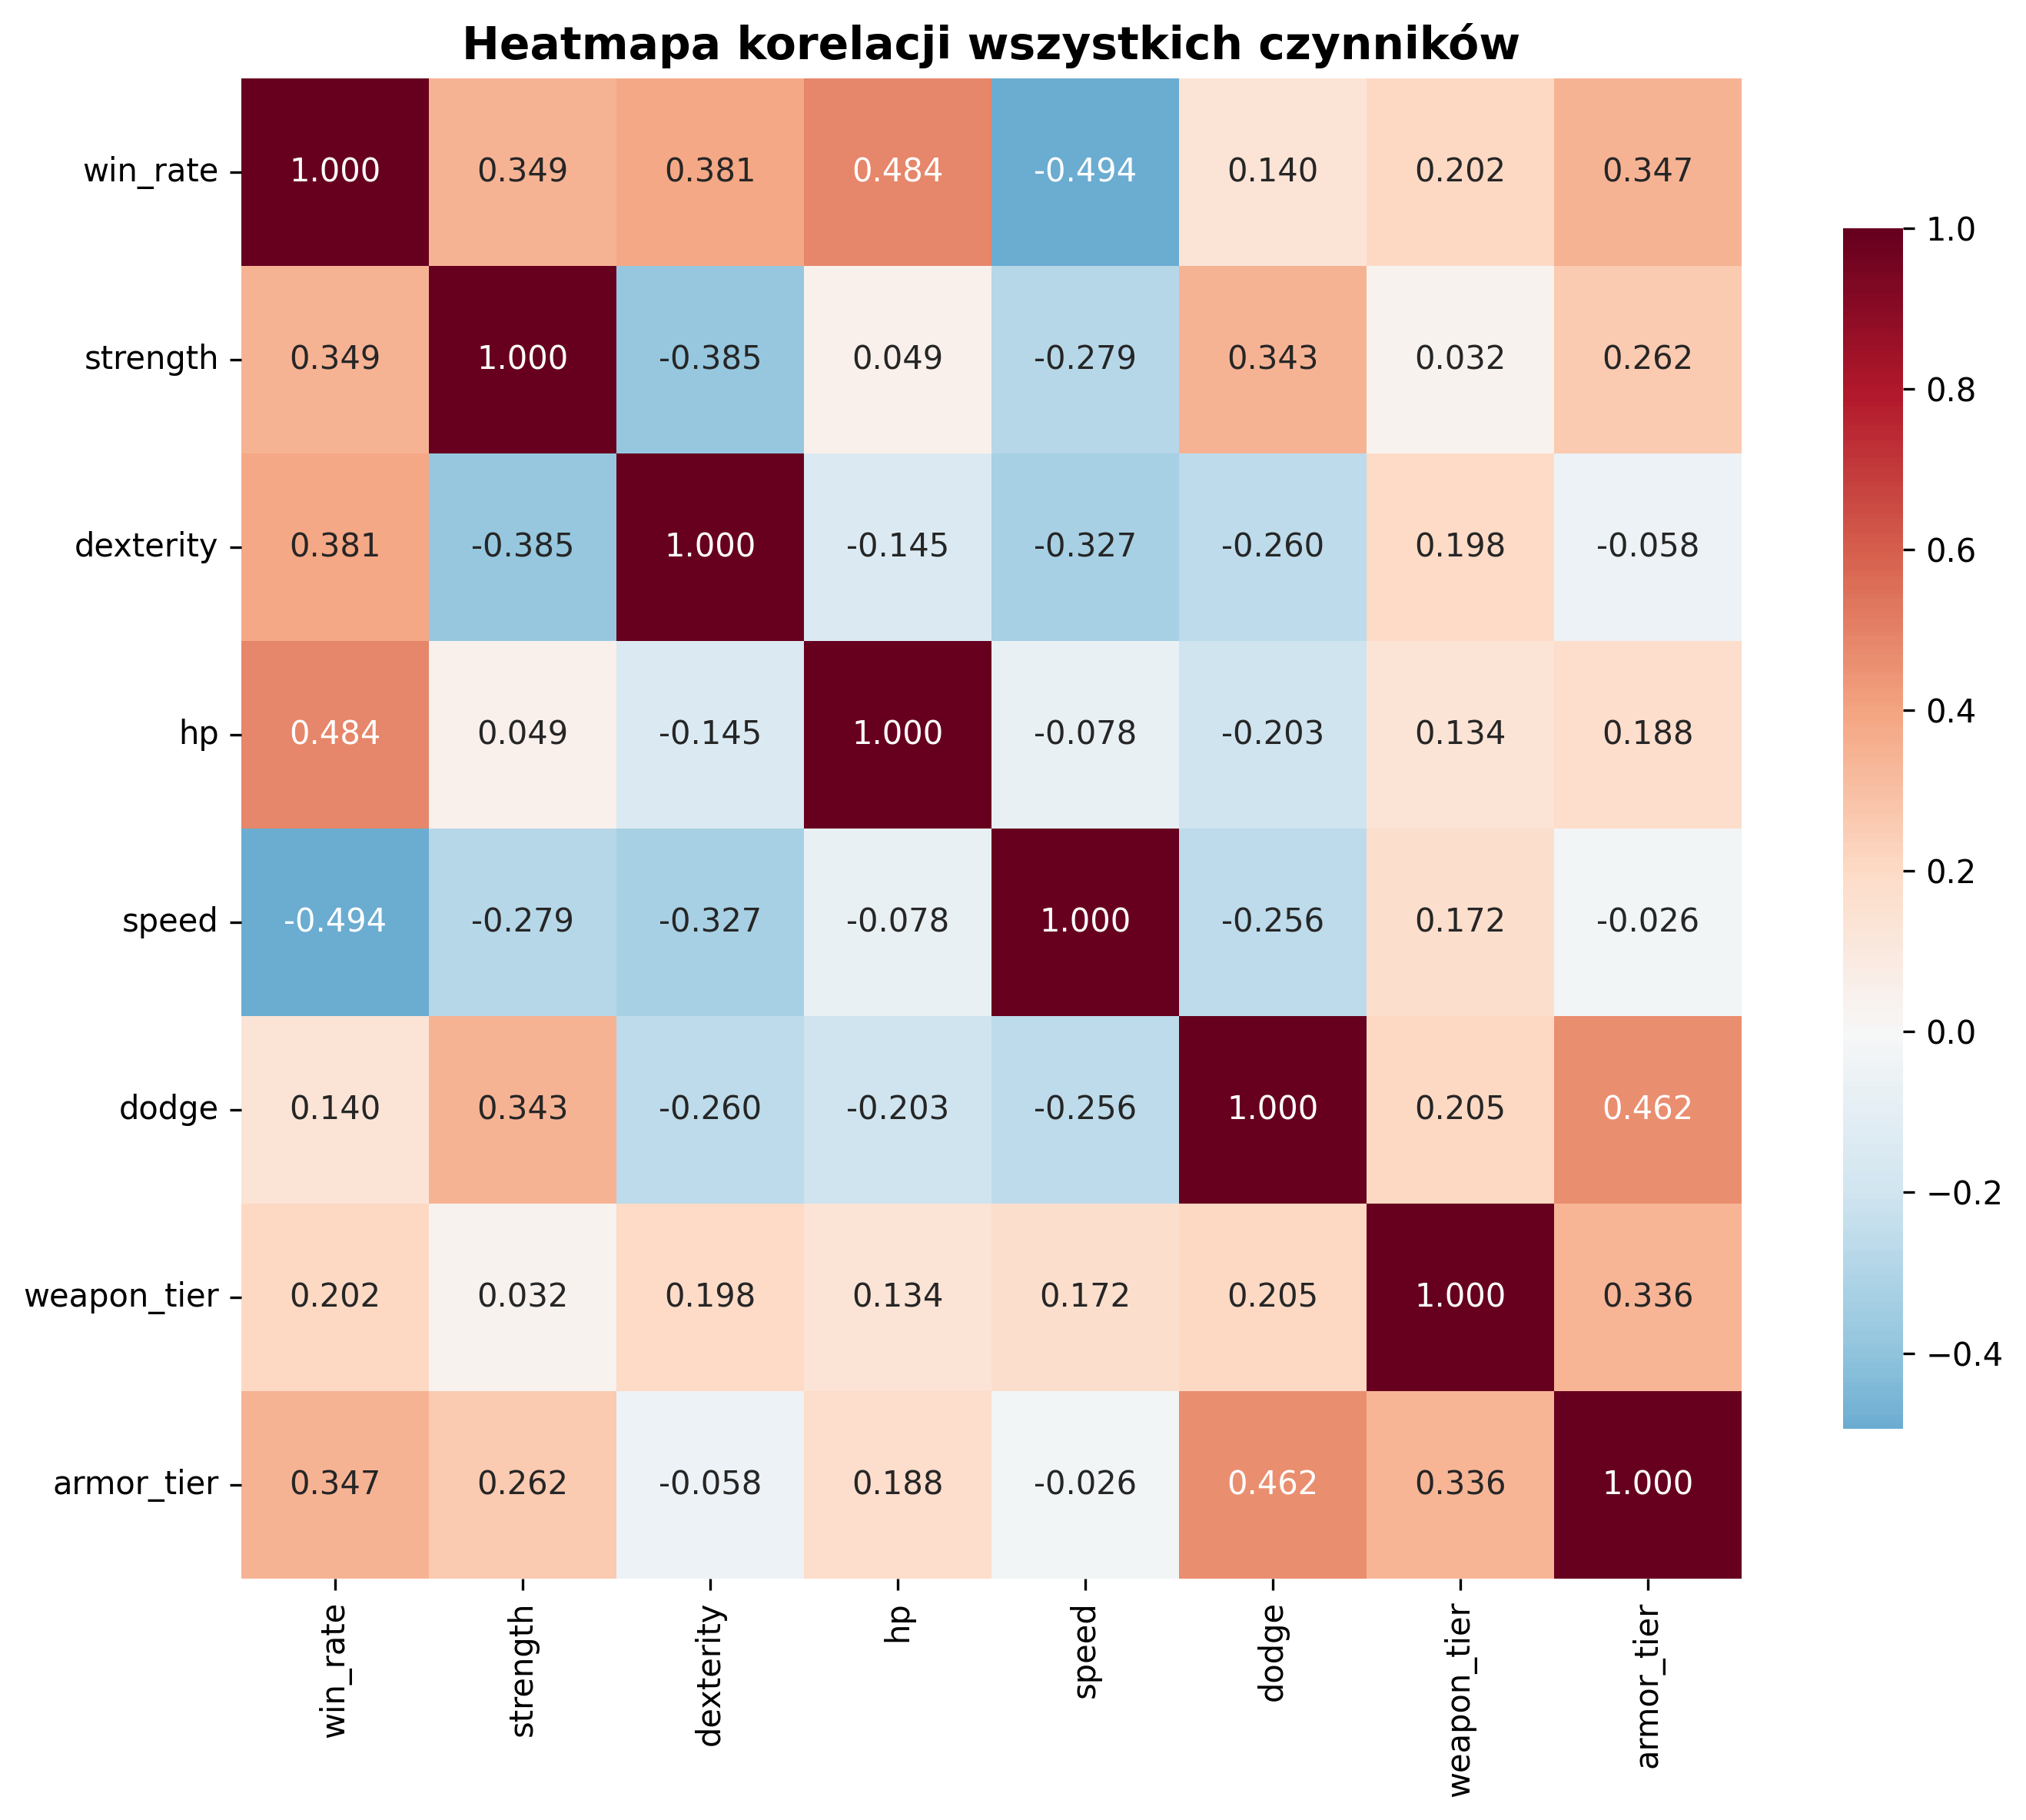 Heatmapa korelacji wszystkich czynników
win_rate 1.000 0.349 0.381 0.484 -0.494 0.140 0.202 0.347
strength 0.349 1.000 -0.385 0.049 -0.279 0.343 0.032 0.262
dexterity 0.381 -0.385 1.000 -0.145 -0.327 -0.260 0.198 -0.058
hp 0.484 0.049 -0.145 1.000 -0.078 -0.203 0.134 0.188
speed -0.494 -0.279 -0.327 -0.078 1.000 -0.256 0.172 -0.026
dodge 0.140 0.343 -0.260 -0.203 -0.256 1.000 0.205 0.462
weapon_tier 0.202 0.032 0.198 0.134 0.172 0.205 1.000 0.336
armor_tier 0.347 0.262 -0.058 0.188 -0.026 0.462 0.336 1.000
win_rate strength dexterity hp speed dodge weapon_tier armor_tier
1.0
0.8
0.6
0.4
0.2
0.0
−0.2
−0.4